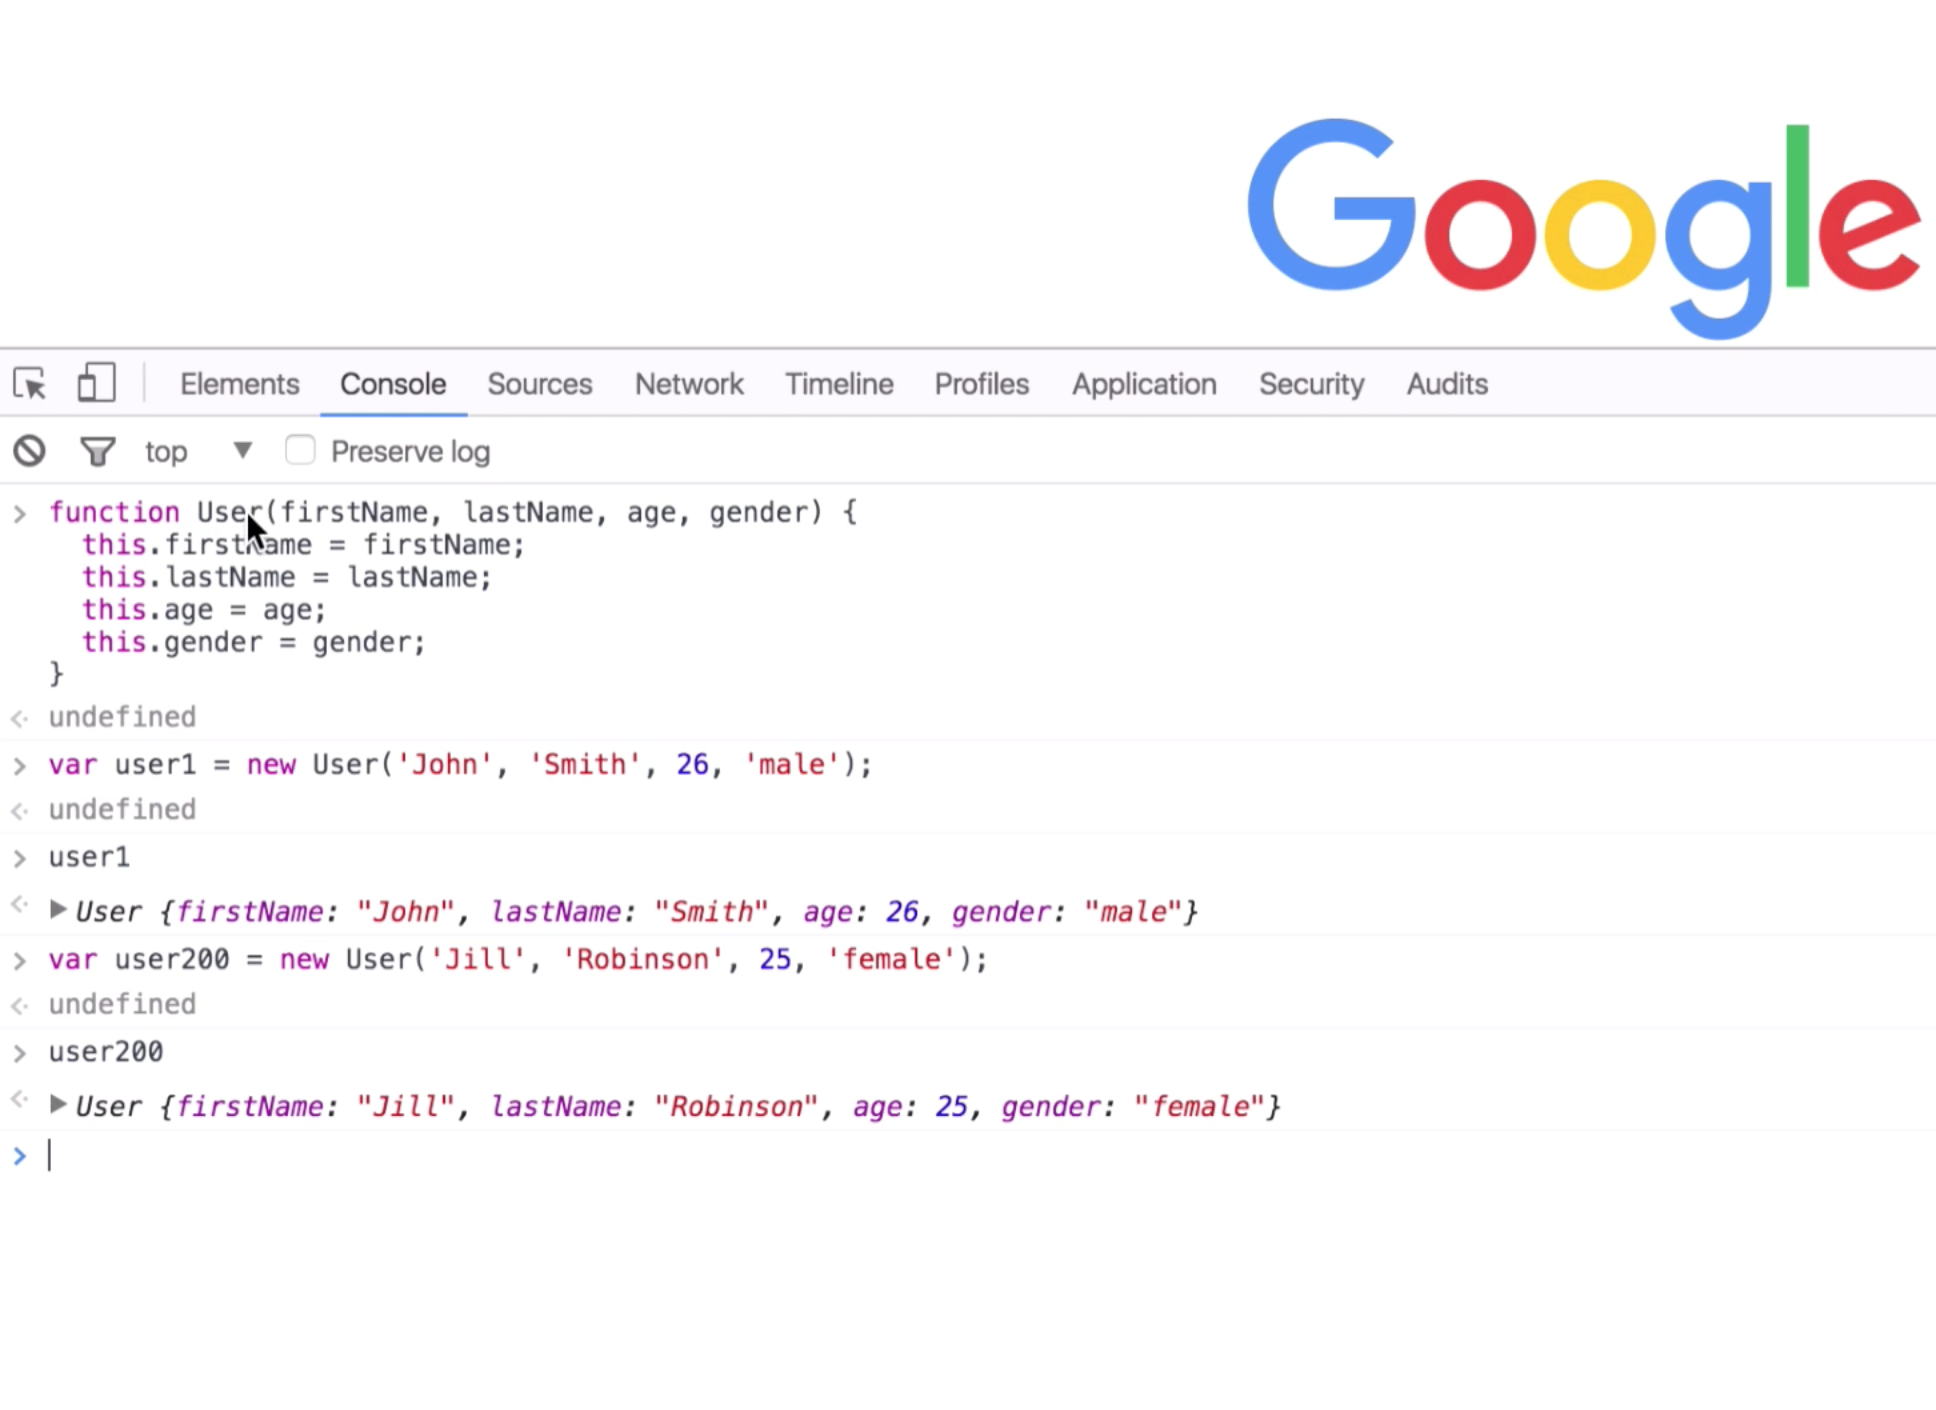 Google
Elements Console Sources Network Timeline Profiles Application Security Audits
top ▼ Preserve log
> function User(firstName, lastName, age, gender) {
this.firstName = firstName;
this.lastName = lastName;
this.age = age;
this.gender = gender;
}
undefined
> var user1 = new User('John', 'Smith', 26, 'male');
undefined
> user1
▶ User {firstName: "John", lastName: "Smith", age: 26, gender: "male"}
> var user200 = new User('Jill', 'Robinson', 25, 'female');
undefined
> user200
▶ User {firstName: "Jill", lastName: "Robinson", age: 25, gender: "female"}
>